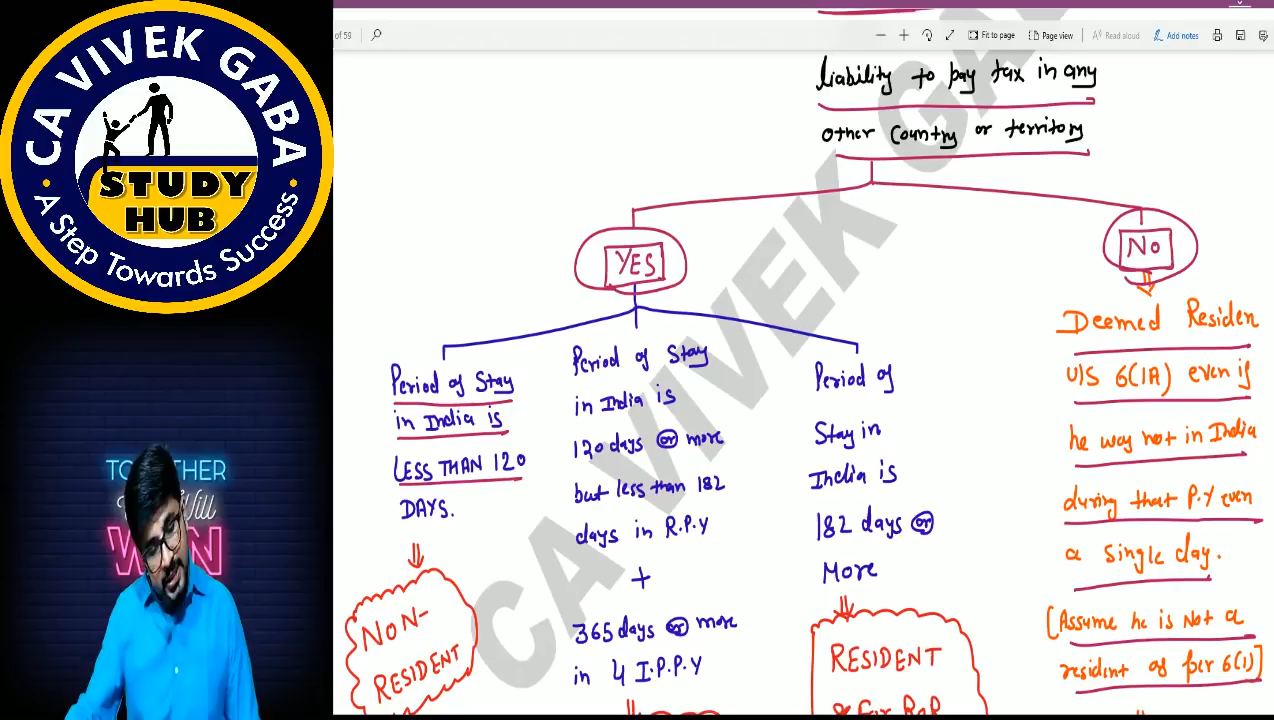 CA VIVEK GABA
STUDY
HUB
A Step Towards Success
TOGETHER
Will
WIN
of 59
Fit to page
Page view
Read aloud
Add notes
CA VIVEK GA
liability to pay tax in any
other Country or territory
YES
NO
Period of Stay
in India is
LESS THAN 120
DAYS.
NON-
RESIDENT
Period of Stay
in India is
120 days or more
but less than 182
days in R.P.Y
+
365 days or more
in 4 I.P.P.Y
Period of
Stay in
India is
182 days or
More
RESIDENT
Deemed Residen
U/S 6(1A) even if
he was not in India
during that P.Y even
a single day.
[Assume he is Not a
resident as per 6(1)]